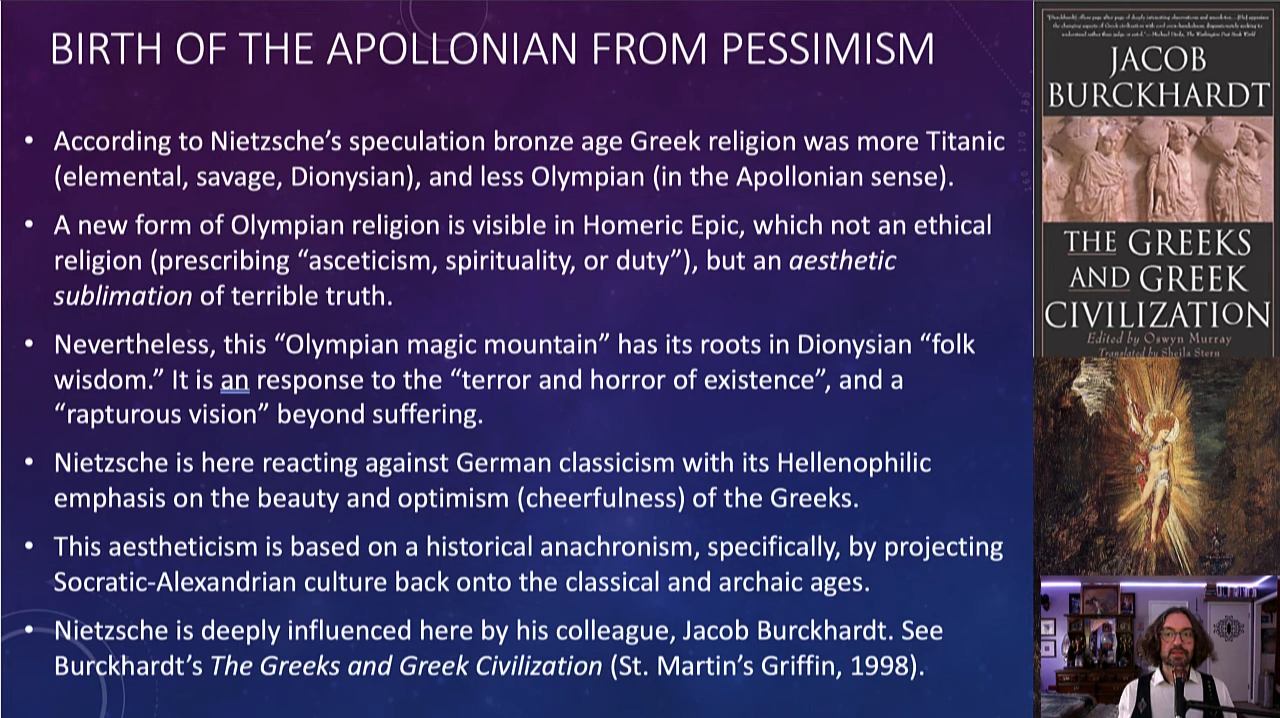 BIRTH OF THE APOLLONIAN FROM PESSIMISM
• According to Nietzsche’s speculation bronze age Greek religion was more Titanic
(elemental, savage, Dionysian), and less Olympian (in the Apollonian sense).
• A new form of Olympian religion is visible in Homeric Epic, which not an ethical
religion (prescribing “asceticism, spirituality, or duty”), but an aesthetic
sublimation of terrible truth.
• Nevertheless, this “Olympian magic mountain” has its roots in Dionysian “folk
wisdom.” It is an response to the “terror and horror of existence”, and a
“rapturous vision” beyond suffering.
• Nietzsche is here reacting against German classicism with its Hellenophilic
emphasis on the beauty and optimism (cheerfulness) of the Greeks.
• This aestheticism is based on a historical anachronism, specifically, by projecting
Socratic-Alexandrian culture back onto the classical and archaic ages.
• Nietzsche is deeply influenced here by his colleague, Jacob Burckhardt. See
Burckhardt’s The Greeks and Greek Civilization (St. Martin’s Griffin, 1998).
JACOB
BURCKHARDT
THE GREEKS
AND GREEK
CIVILIZATION
Edited by Oswyn Murray
Translated by Sheila Stern